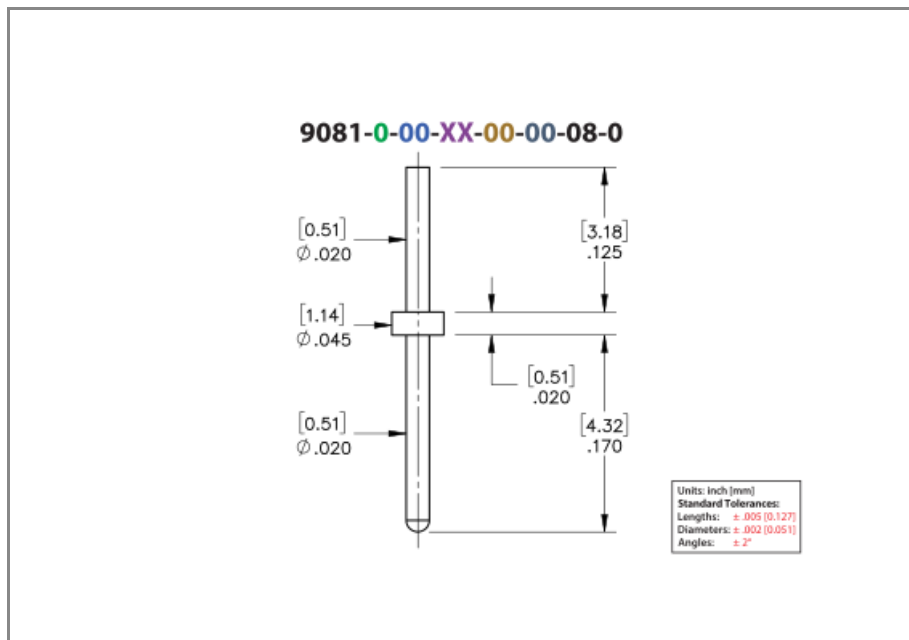 9081-0-00-XX-00-00-08-0
[0.51]
Ø.020
[3.18]
.125
[1.14]
Ø.045
[0.51]
.020
[0.51]
Ø.020
[4.32]
.170
Units: inch [mm]
Standard Tolerances:
Lengths: ± .005 [0.127]
Diameters: ± .002 [0.051]
Angles: ± 2°